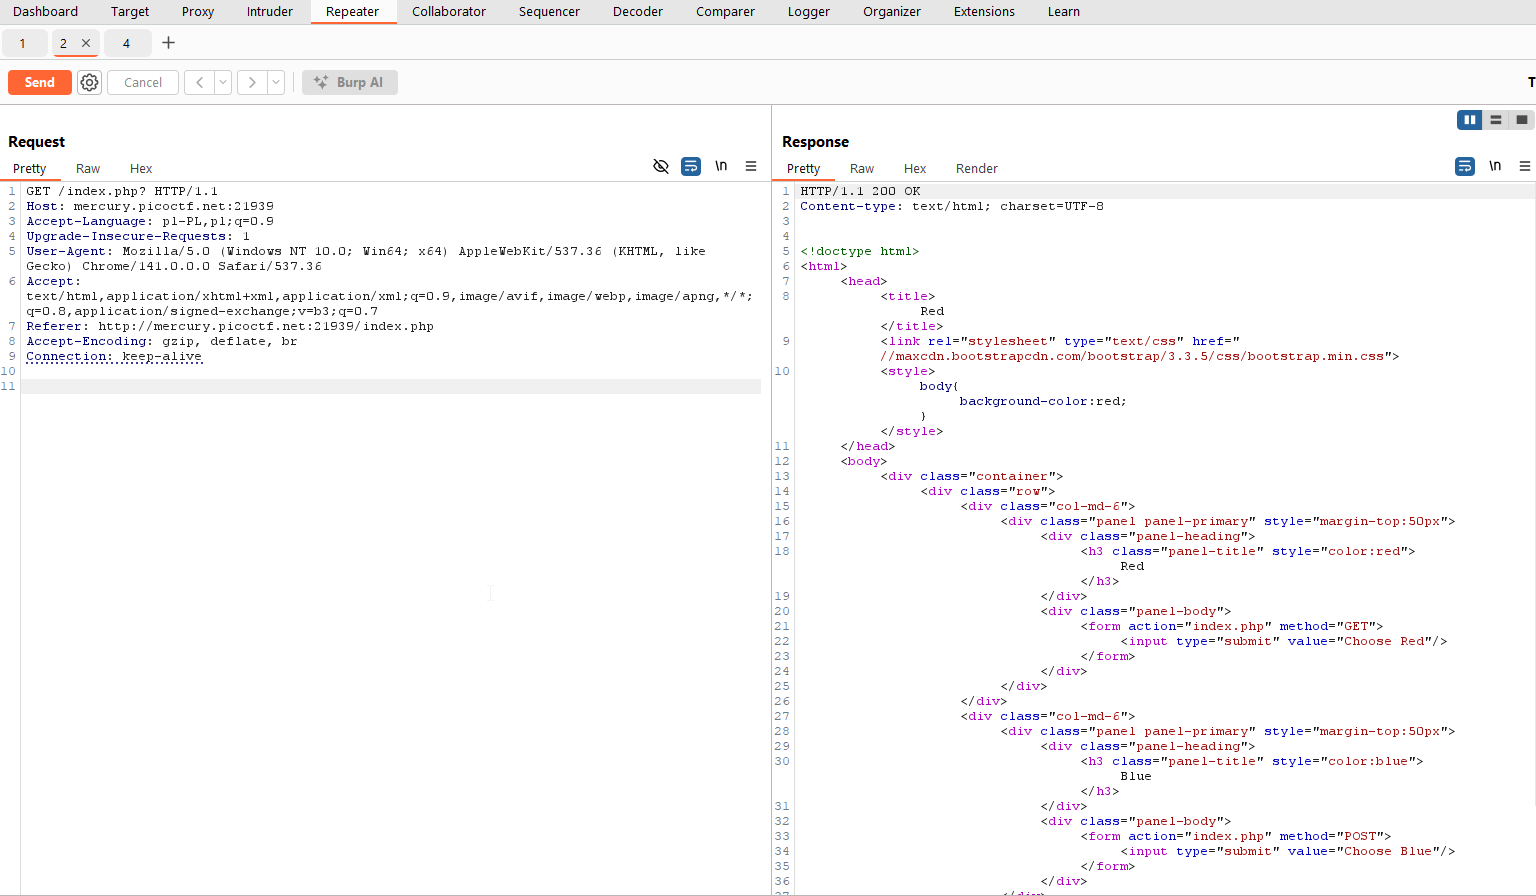 Dashboard Target Proxy Intruder Repeater Collaborator Sequencer Decoder Comparer Logger Organizer Extensions Learn
1 2 × 4 +
Send Cancel < > Burp AI T
Request
Pretty Raw Hex \n
1 GET /index.php? HTTP/1.1
2 Host: mercury.picoctf.net:21939
3 Accept-Language: pl-PL,pl;q=0.9
4 Upgrade-Insecure-Requests: 1
5 User-Agent: Mozilla/5.0 (Windows NT 10.0; Win64; x64) AppleWebKit/537.36 (KHTML, like
Gecko) Chrome/141.0.0.0 Safari/537.36
6 Accept:
text/html,application/xhtml+xml,application/xml;q=0.9,image/avif,image/webp,image/apng,*/*;
q=0.8,application/signed-exchange;v=b3;q=0.7
7 Referer: http://mercury.picoctf.net:21939/index.php
8 Accept-Encoding: gzip, deflate, br
9 Connection: keep-alive
10
11
Response
Pretty Raw Hex Render \n
1 HTTP/1.1 200 OK
2 Content-type: text/html; charset=UTF-8
3
4
5 <!doctype html>
6 <html>
7 <head>
8 <title>
Red
</title>
9 <link rel="stylesheet" type="text/css" href="
//maxcdn.bootstrapcdn.com/bootstrap/3.3.5/css/bootstrap.min.css">
10 <style>
body{
background-color:red;
}
</style>
11 </head>
12 <body>
13 <div class="container">
14 <div class="row">
15 <div class="col-md-6">
16 <div class="panel panel-primary" style="margin-top:50px">
17 <div class="panel-heading">
18 <h3 class="panel-title" style="color:red">
Red
</h3>
19 </div>
20 <div class="panel-body">
21 <form action="index.php" method="GET">
22 <input type="submit" value="Choose Red"/>
23 </form>
24 </div>
25 </div>
26 </div>
27 <div class="col-md-6">
28 <div class="panel panel-primary" style="margin-top:50px">
29 <div class="panel-heading">
30 <h3 class="panel-title" style="color:blue">
Blue
</h3>
31 </div>
32 <div class="panel-body">
33 <form action="index.php" method="POST">
34 <input type="submit" value="Choose Blue"/>
35 </form>
36 </div>